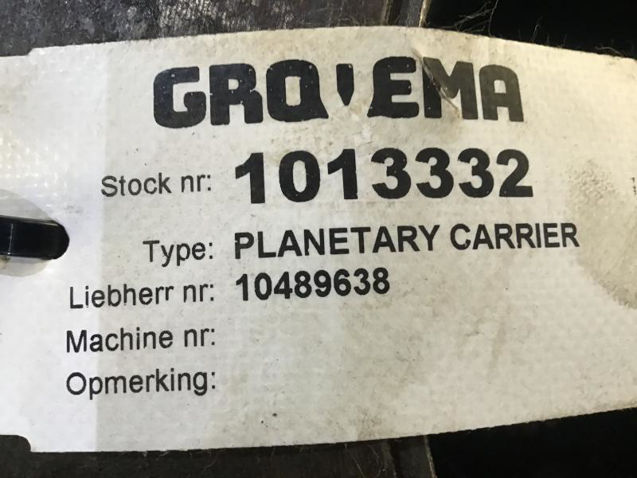 GROVEMA
Stock nr: 1013332
Type: PLANETARY CARRIER
Liebherr nr: 10489638
Machine nr:
Opmerking: